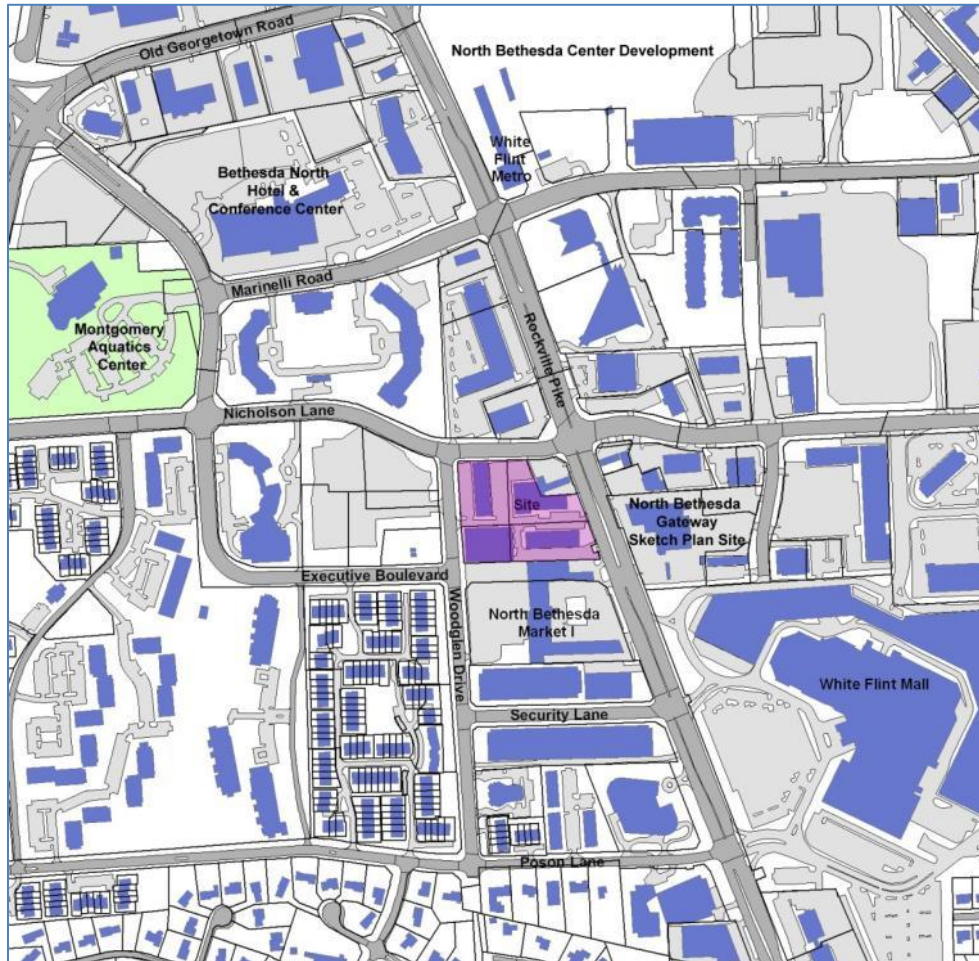 Old Georgetown Road
North Bethesda Center Development
White
Flint
Metro
Bethesda North
Hotel &
Conference Center
Marinelli Road
Rockville Pike
Montgomery
Aquatics
Center
Nicholson Lane
Site
North Bethesda
Gateway
Sketch Plan Site
Executive Boulevard
Woodglen Drive
North Bethesda
Market I
White Flint Mall
Security Lane
Poson Lane